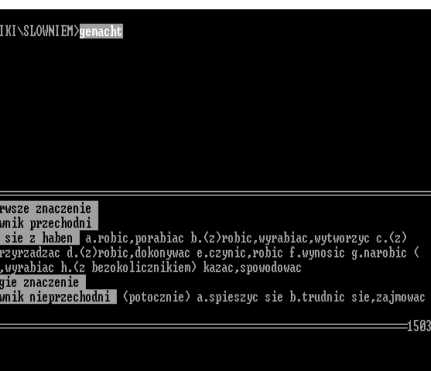 IKI\SLOWNIEM>gemacht
rwsze znaczenie
wnik przechodni
sie z haben a.robic,porabiac b.(z)robic,wyrabiac,wytworzyc c.(z)
rzyrzadzac d.(z)robic,dokonywac e.czynic,robic f.wynosic g.narobic (
,wyrabiac h.(z bezokolicznikiem) kazac,spowodowac
gie znaczenie
wnik nieprzechodni (potocznie) a.spieszyc sie b.trudnic sie,zajmowac
1503